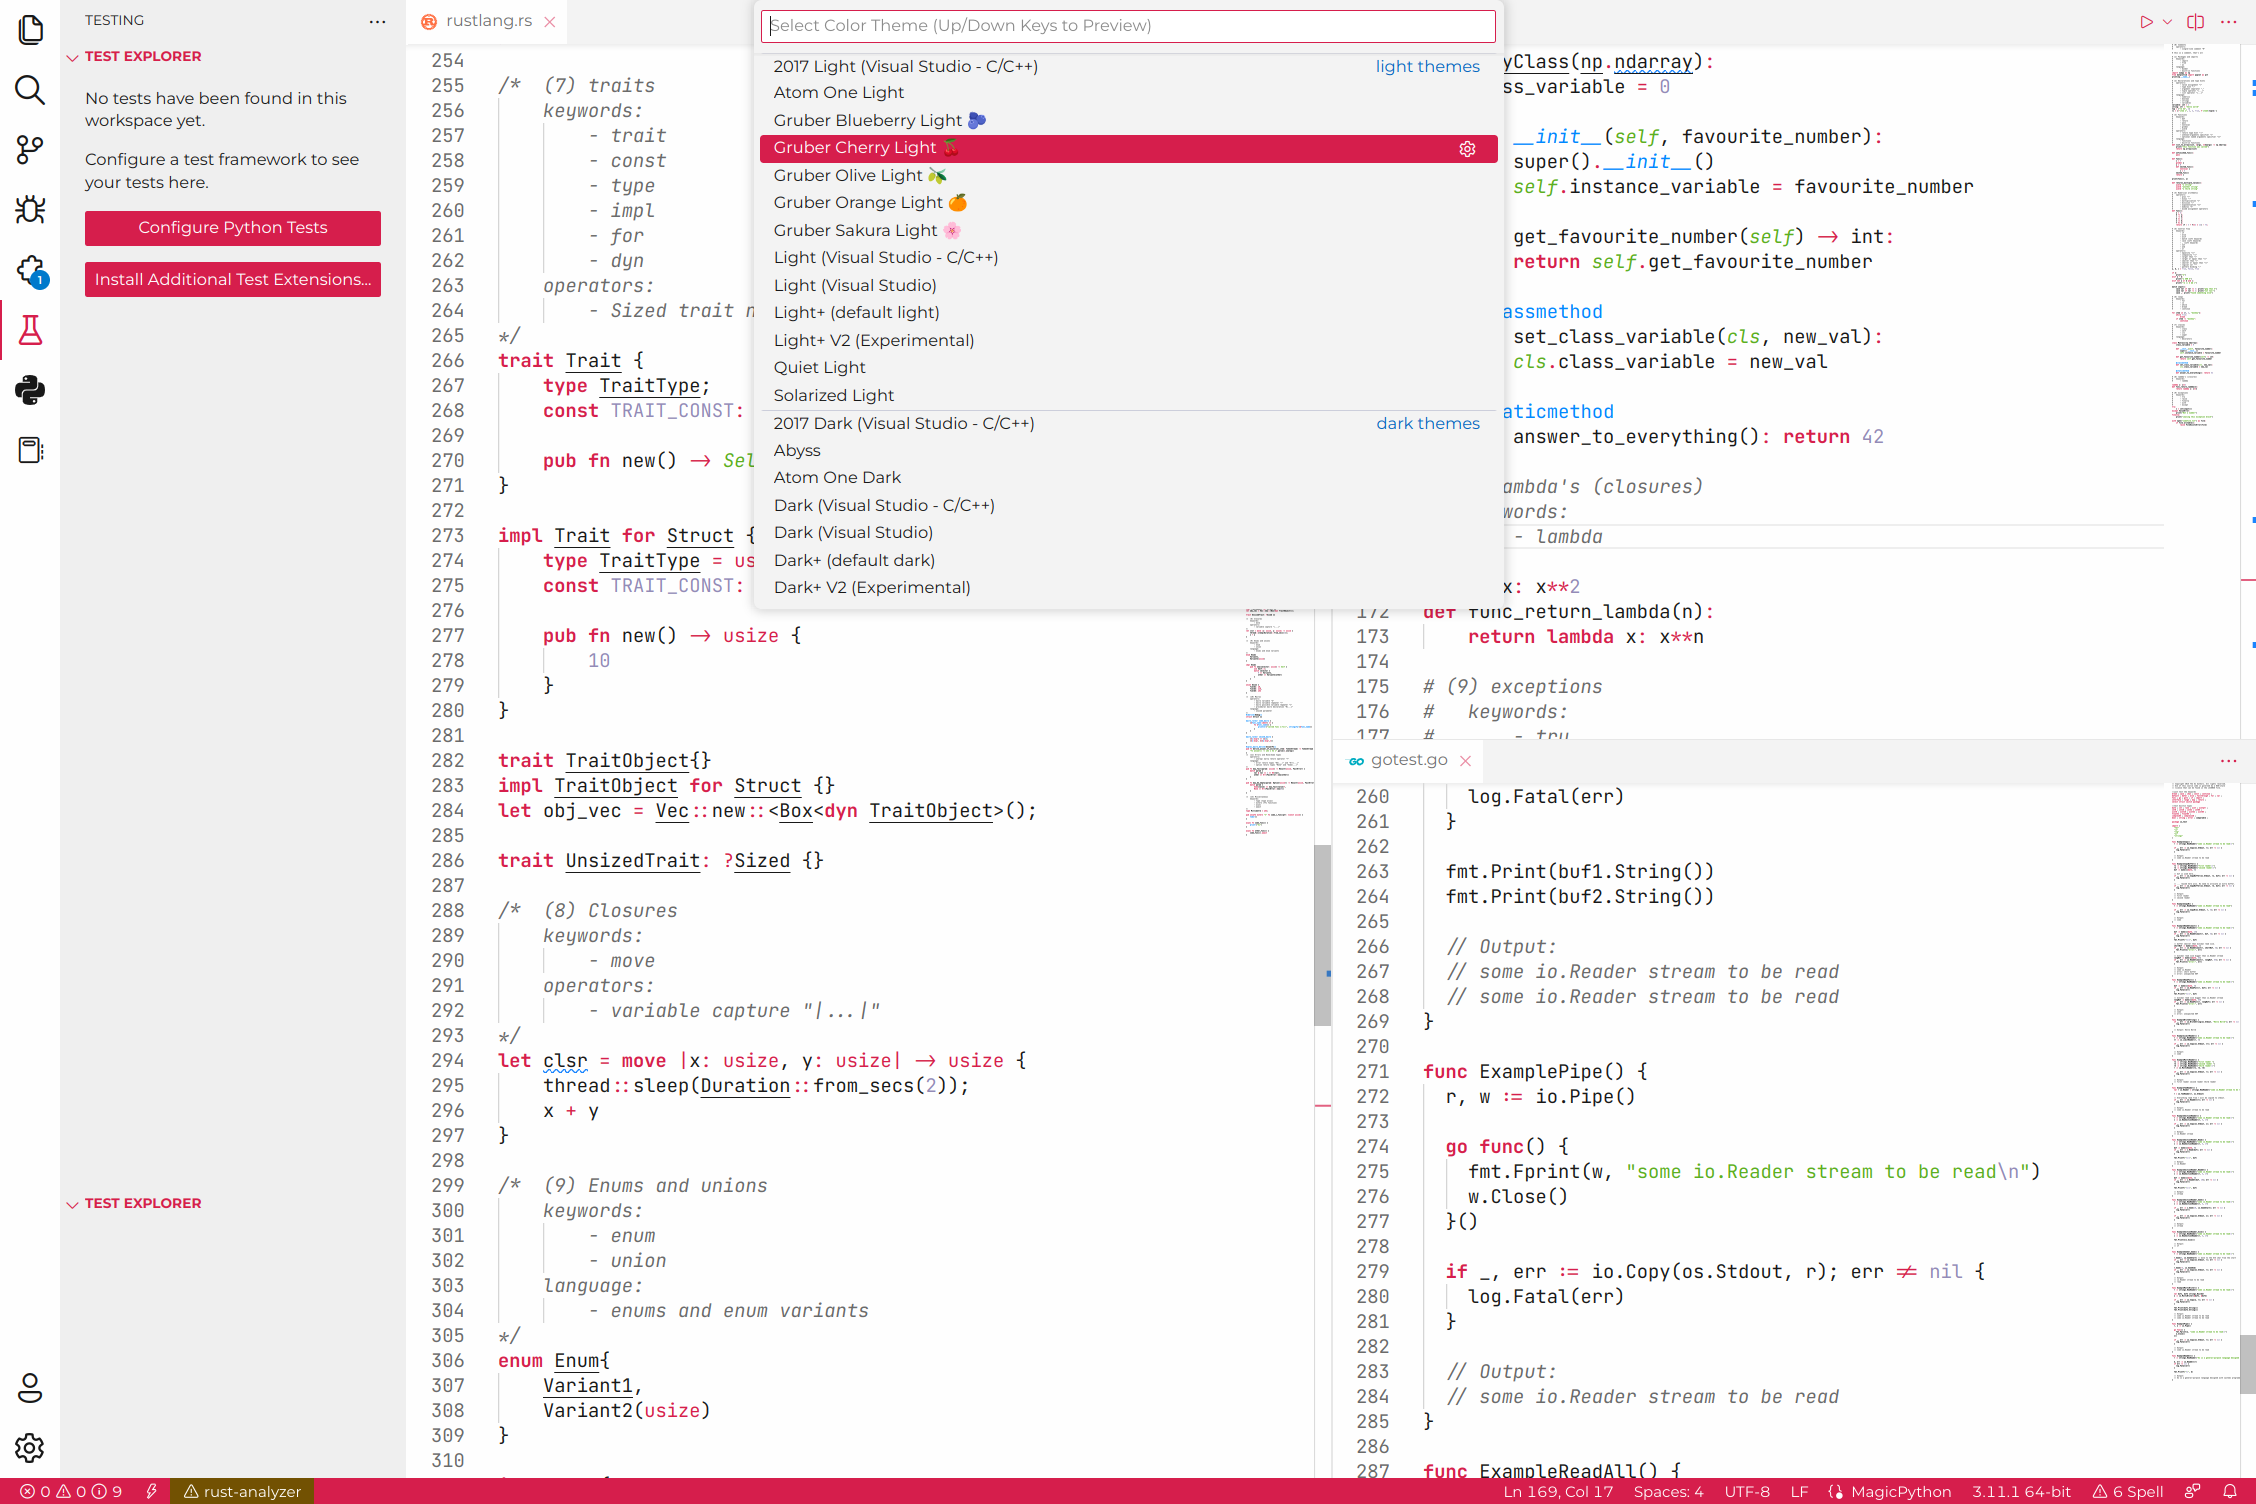 TESTING
TEST EXPLORER
No tests have been found in this
workspace yet.
Configure a test framework to see
your tests here.
Configure Python Tests
Install Additional Test Extensions...
1
TEST EXPLORER
rustlang.rs
254
255 /* (7) traits
256 keywords:
257 - trait
258 - const
259 - type
260 - impl
261 - for
262 - dyn
263 operators:
264 - Sized trait n
265 */
266 trait Trait {
267 type TraitType;
268 const TRAIT_CONST:
269
270 pub fn new() -> Sel
271 }
272
273 impl Trait for Struct {
274 type TraitType = us
275 const TRAIT_CONST:
276
277 pub fn new() -> usize {
278 10
279 }
280 }
281
282 trait TraitObject{}
283 impl TraitObject for Struct {}
284 let obj_vec = Vec::new::<Box<dyn TraitObject>();
285
286 trait UnsizedTrait: ?Sized {}
287
288 /* (8) Closures
289 keywords:
290 - move
291 operators:
292 - variable capture "|...|"
293 */
294 let clsr = move |x: usize, y: usize| -> usize {
295 thread::sleep(Duration::from_secs(2));
296 x + y
297 }
298
299 /* (9) Enums and unions
300 keywords:
301 - enum
302 - union
303 language:
304 - enums and enum variants
305 */
306 enum Enum{
307 Variant1,
308 Variant2(usize)
309 }
310
Select Color Theme (Up/Down Keys to Preview)
2017 Light (Visual Studio - C/C++) light themes
Atom One Light
Gruber Blueberry Light 🫐
Gruber Cherry Light 🍒
Gruber Olive Light 🫒
Gruber Orange Light 🍊
Gruber Sakura Light 🌸
Light (Visual Studio - C/C++)
Light (Visual Studio)
Light+ (default light)
Light+ V2 (Experimental)
Quiet Light
Solarized Light
2017 Dark (Visual Studio - C/C++) dark themes
Abyss
Atom One Dark
Dark (Visual Studio - C/C++)
Dark (Visual Studio)
Dark+ (default dark)
Dark+ V2 (Experimental)
yClass(np.ndarray):
ss_variable = 0
__init__(self, favourite_number):
super().__init__()
self.instance_variable = favourite_number
get_favourite_number(self) -> int:
return self.get_favourite_number
assmethod
set_class_variable(cls, new_val):
cls.class_variable = new_val
aticmethod
answer_to_everything(): return 42
ambda's (closures)
words:
- lambda
x: x**2
172 def func_return_lambda(n):
173 return lambda x: x**n
174
175 # (9) exceptions
176 # keywords:
177 # - try
gotest.go
260 log.Fatal(err)
261 }
262
263 fmt.Print(buf1.String())
264 fmt.Print(buf2.String())
265
266 // Output:
267 // some io.Reader stream to be read
268 // some io.Reader stream to be read
269 }
270
271 func ExamplePipe() {
272 r, w := io.Pipe()
273
274 go func() {
275 fmt.Fprint(w, "some io.Reader stream to be read\n")
276 w.Close()
277 }()
278
279 if _, err := io.Copy(os.Stdout, r); err != nil {
280 log.Fatal(err)
281 }
282
283 // Output:
284 // some io.Reader stream to be read
285 }
286
287 func ExampleReadAll() {
0 0 9 rust-analyzer Ln 169, Col 17 Spaces: 4 UTF-8 LF MagicPython 3.11.1 64-bit 6 Spell